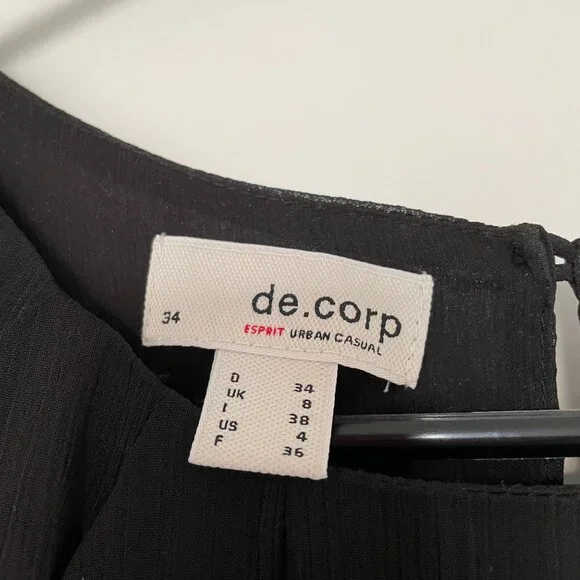 de.corp
34
ESPRIT URBAN CASUAL
D 34
UK 8
I 38
US 4
F 36